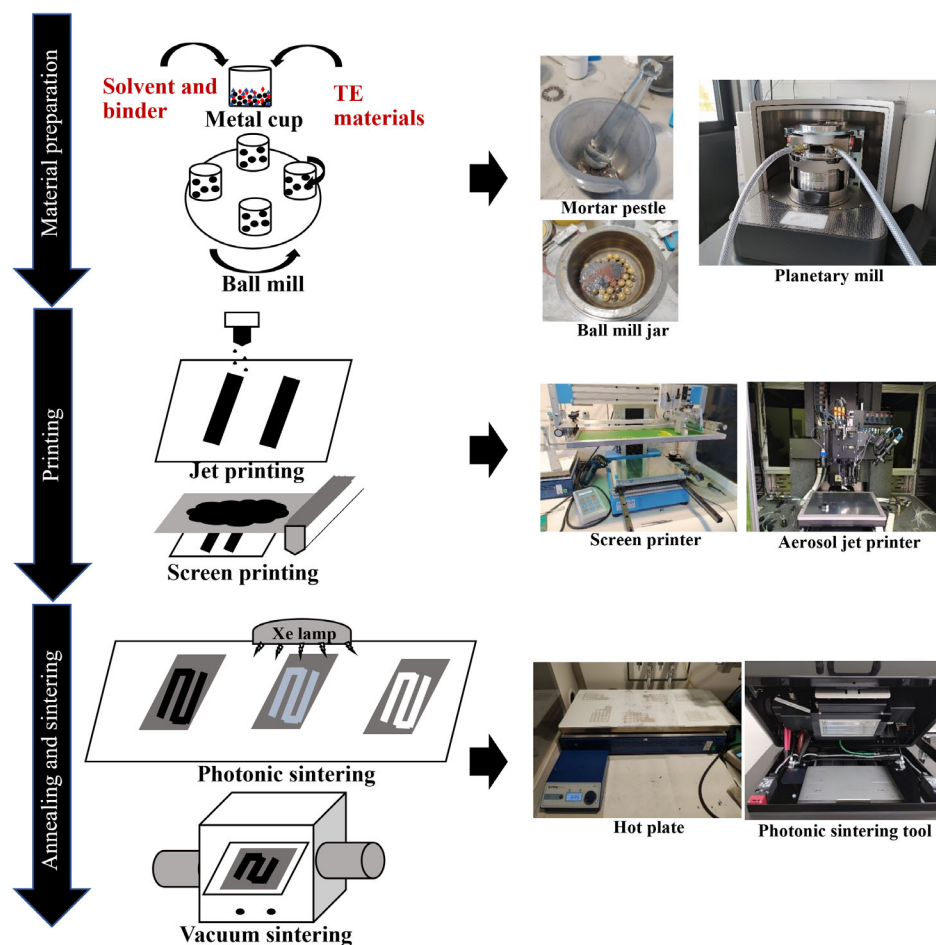 Material preparation
Solvent and
binder
TE
materials
Metal cup
Ball mill
Mortar pestle
Ball mill jar
Planetary mill
Printing
Jet printing
Screen printing
Screen printer
Aerosol jet printer
Annealing and sintering
Xe lamp
Photonic sintering
Vacuum sintering
Hot plate
Photonic sintering tool